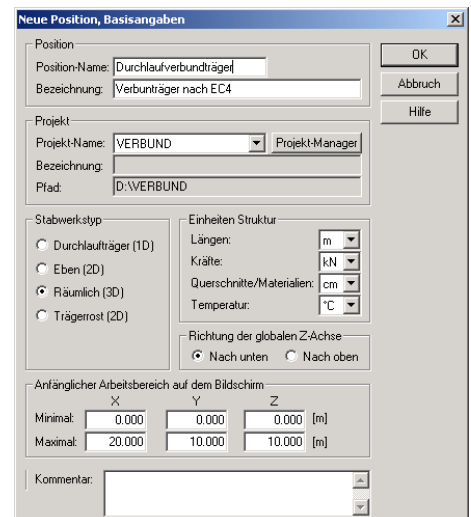 Neue Position, Basisangaben
Position
Position-Name: Durchlaufverbundträger
Bezeichnung: Verbunträger nach EC4
OK
Abbruch
Hilfe
Projekt
Projekt-Name: VERBUND Projekt-Manager
Bezeichnung:
Pfad: D:\VERBUND
Stabwerkstyp
Durchlaufträger (1D)
Eben (2D)
Räumlich (3D)
Trägerrost (2D)
Einheiten Struktur
Längen: m
Kräfte: kN
Querschnitte/Materialien: cm
Temperatur: °C
Richtung der globalen Z-Achse
Nach unten Nach oben
Anfänglicher Arbeitsbereich auf dem Bildschirm
X Y Z
Minimal: 0.000 0.000 0.000 [m]
Maximal: 20.000 10.000 10.000 [m]
Kommentar: